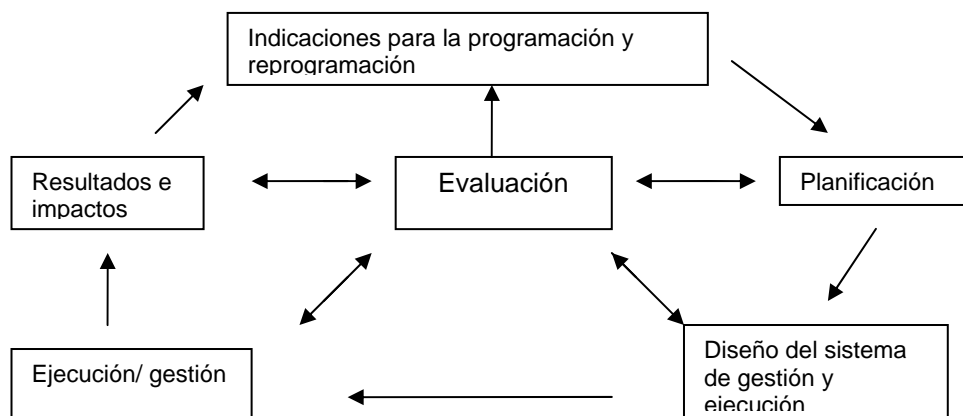 Indicaciones para la programación y
reprogramación
Resultados e
impactos
Evaluación
Planificación
Ejecución/ gestión
Diseño del sistema
de gestión y
ejecución